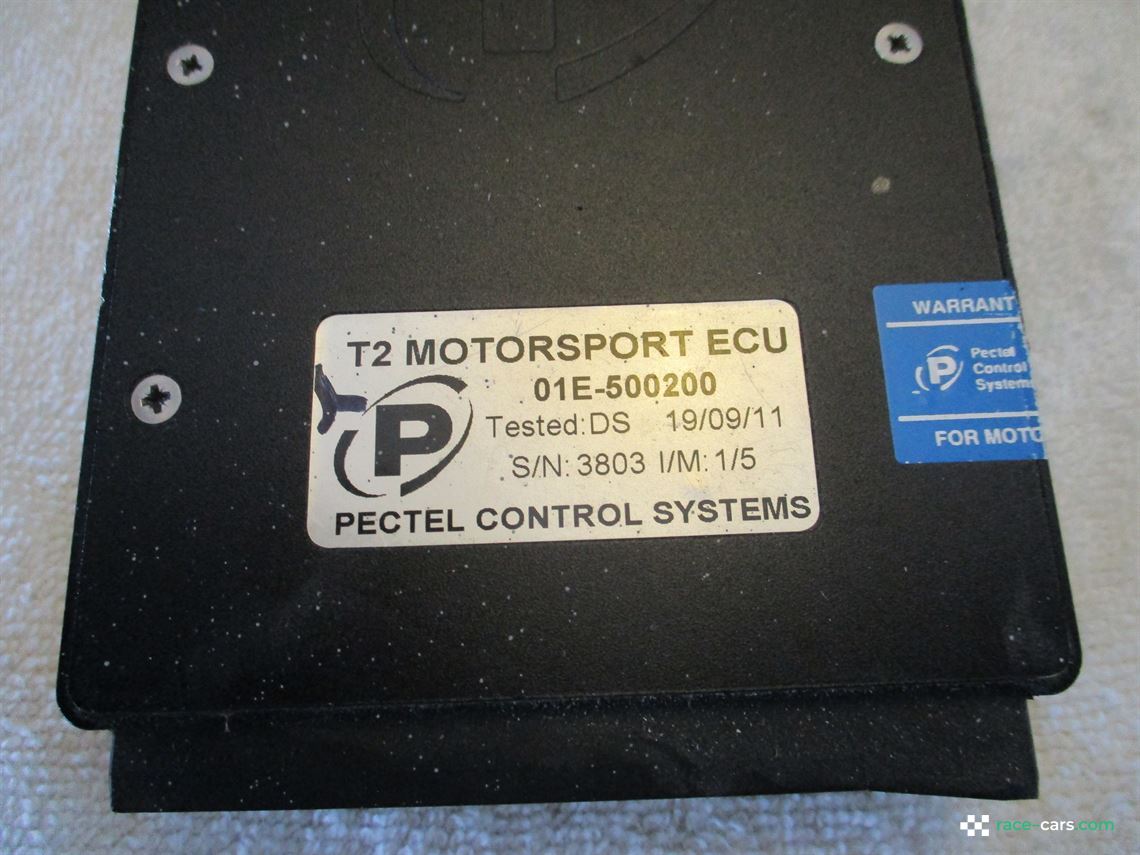 T2 MOTORSPORT ECU
01E-500200
Tested:DS 19/09/11
S/N: 3803 I/M: 1/5
P
PECTEL CONTROL SYSTEMS
WARRANT
P
Pectel
Control
Systems
FOR MOTO
race-cars.com